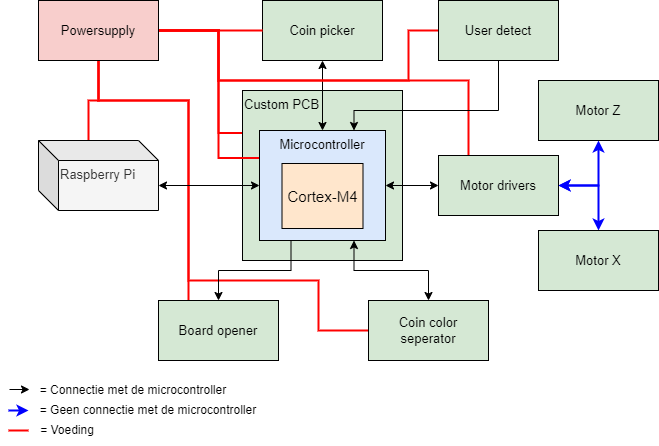 Powersupply
Coin picker
User detect
Custom PCB
Motor Z
Microcontroller
Raspberry Pi
Cortex-M4
Motor drivers
Motor X
Board opener
Coin color
seperator
= Connectie met de microcontroller
= Geen connectie met de microcontroller
= Voeding